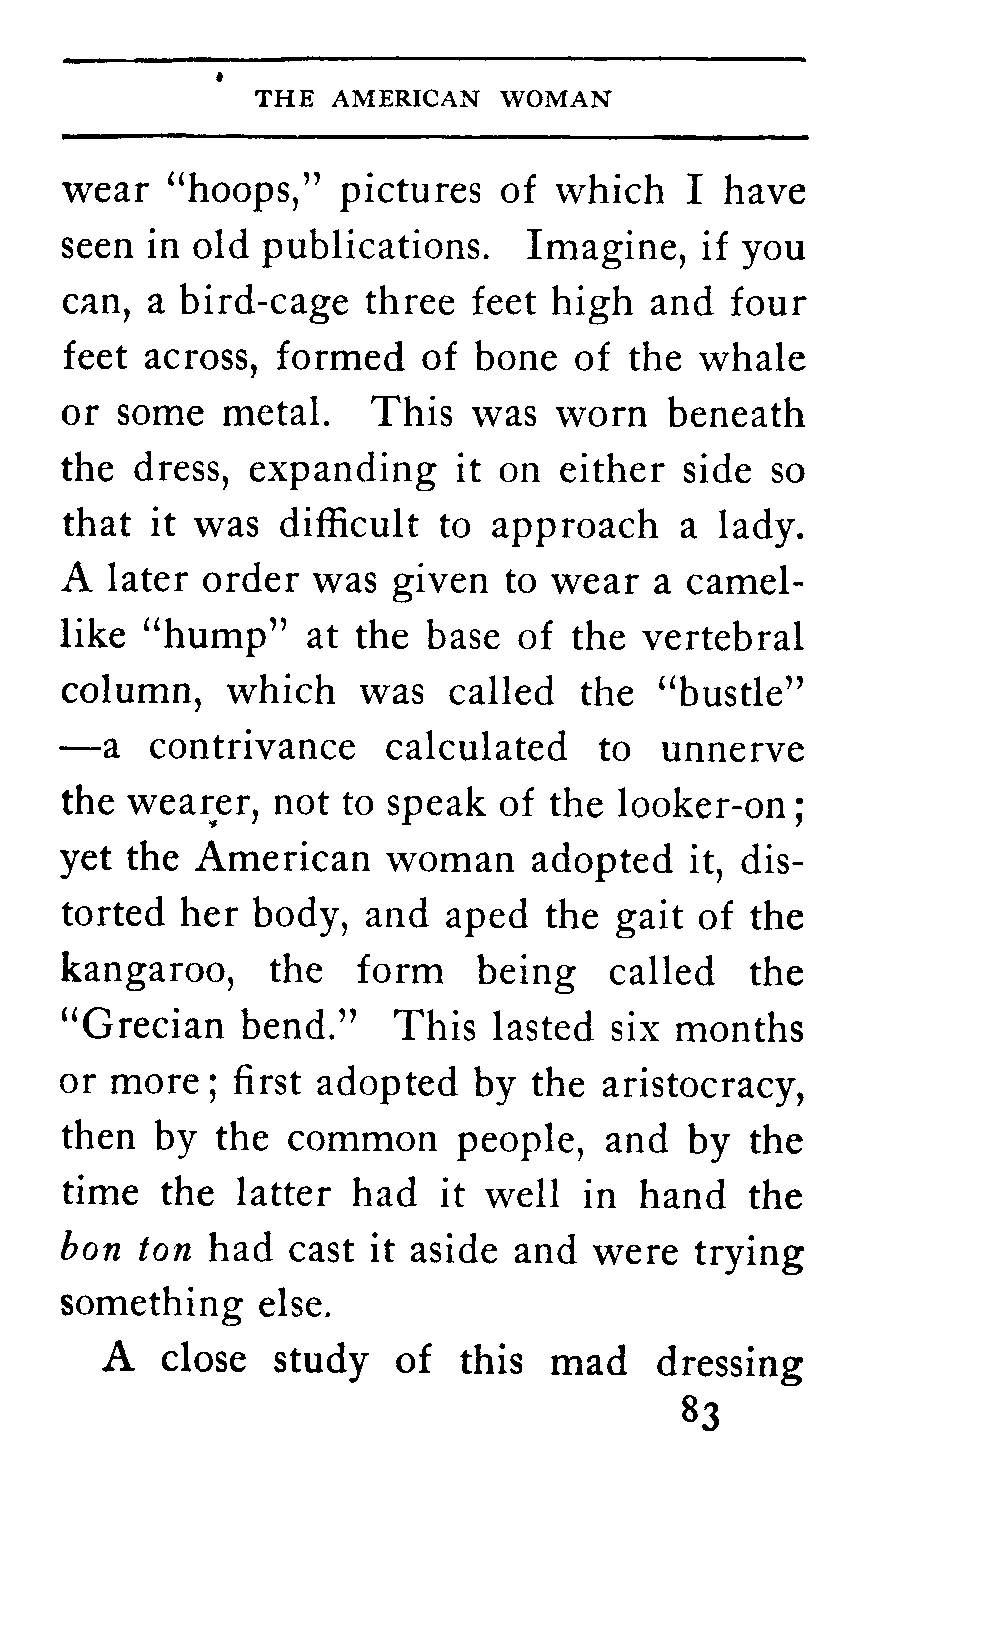 THE AMERICAN WOMAN
wear “hoops,” pictures of which I have
seen in old publications. Imagine, if you
can, a bird-cage three feet high and four
feet across, formed of bone of the whale
or some metal. This was worn beneath
the dress, expanding it on either side so
that it was difficult to approach a lady.
A later order was given to wear a camel-
like “hump” at the base of the vertebral
column, which was called the “bustle”
—a contrivance calculated to unnerve
the wearer, not to speak of the looker-on;
yet the American woman adopted it, dis-
torted her body, and aped the gait of the
kangaroo, the form being called the
“Grecian bend.” This lasted six months
or more; first adopted by the aristocracy,
then by the common people, and by the
time the latter had it well in hand the
bon ton had cast it aside and were trying
something else.
A close study of this mad dressing
83